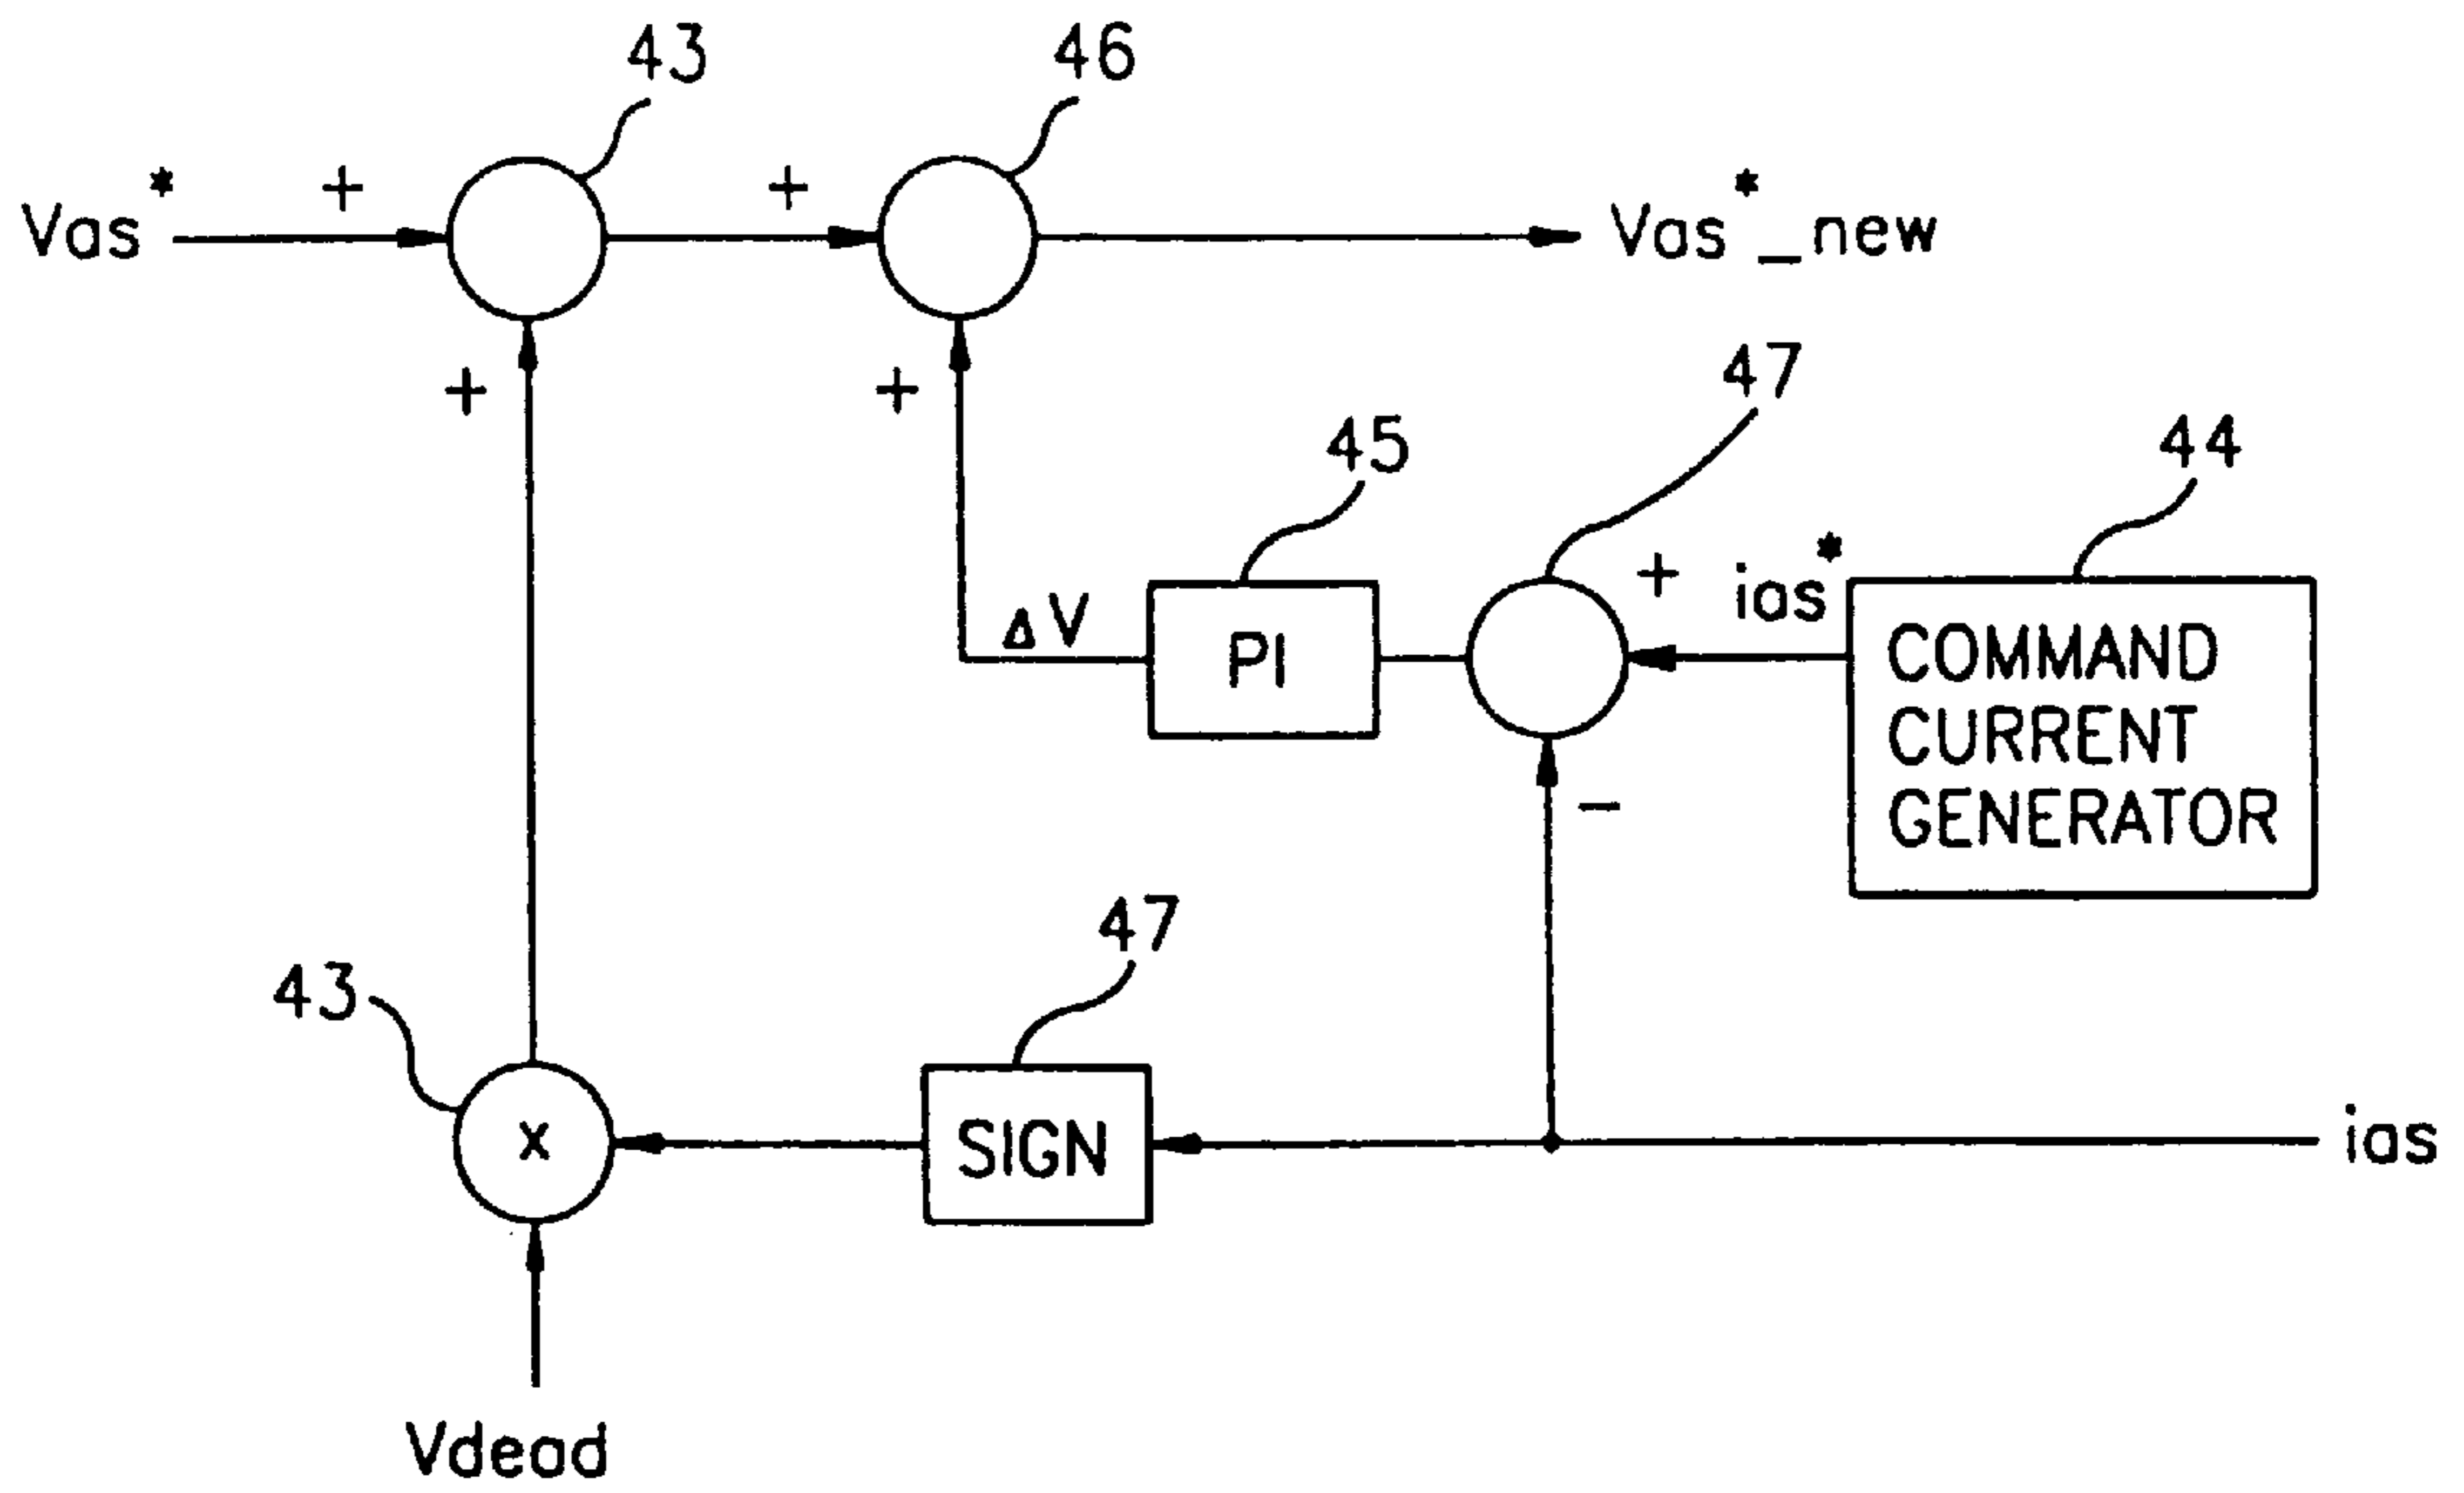 43
46
Vas* + + Vas*_new
+ +
47
45
44
ΔV PI + ias* COMMAND
CURRENT
GENERATOR
-
47
43
x SIGN ias
Vdead